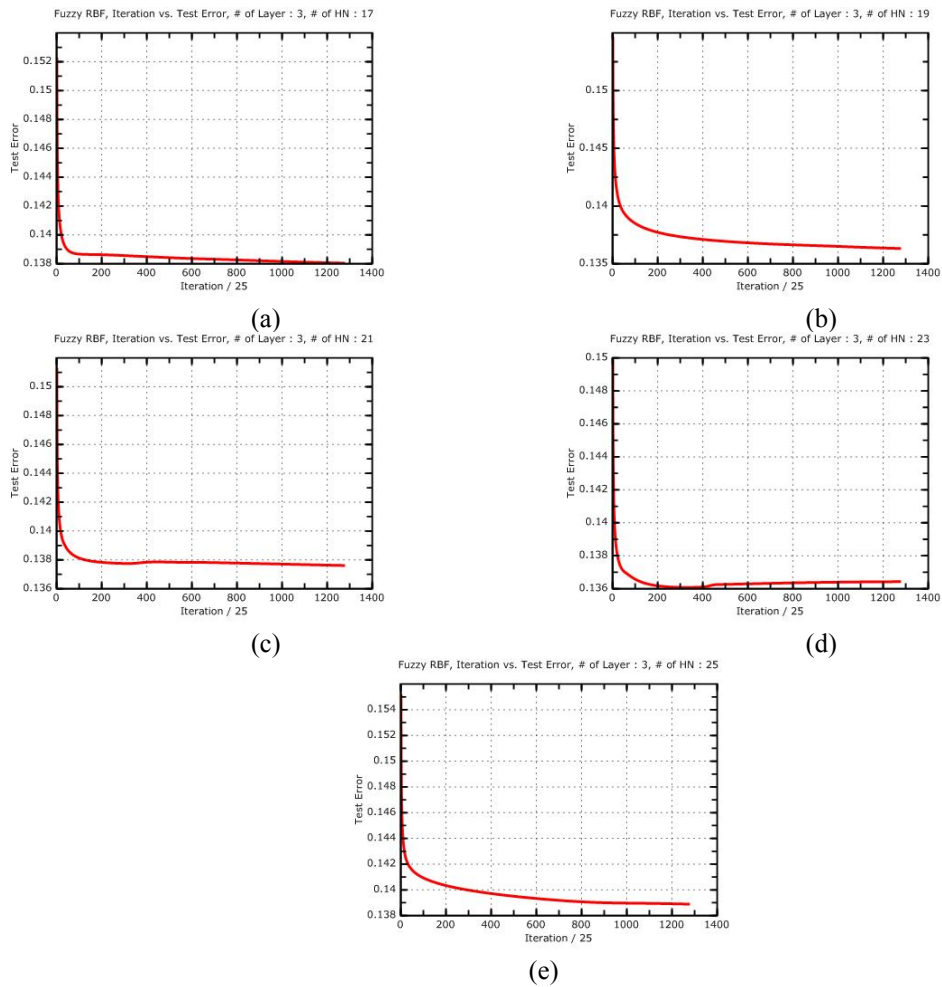 Fuzzy RBF, Iteration vs. Test Error, # of Layer : 3, # of HN : 17
0.152
0.15
0.148
0.146
0.144
0.142
0.14
0.138
Test Error
0 200 400 600 800 1000 1200 1400
Iteration / 25
(a)
Fuzzy RBF, Iteration vs. Test Error, # of Layer : 3, # of HN : 19
0.15
0.145
0.14
0.135
Test Error
0 200 400 600 800 1000 1200 1400
Iteration / 25
(b)
Fuzzy RBF, Iteration vs. Test Error, # of Layer : 3, # of HN : 21
0.15
0.148
0.146
0.144
0.142
0.14
0.138
0.136
Test Error
0 200 400 600 800 1000 1200 1400
Iteration / 25
(c)
Fuzzy RBF, Iteration vs. Test Error, # of Layer : 3, # of HN : 23
0.15
0.148
0.146
0.144
0.142
0.14
0.138
0.136
Test Error
0 200 400 600 800 1000 1200 1400
Iteration / 25
(d)
Fuzzy RBF, Iteration vs. Test Error, # of Layer : 3, # of HN : 25
0.154
0.152
0.15
0.148
0.146
0.144
0.142
0.14
0.138
Test Error
0 200 400 600 800 1000 1200 1400
Iteration / 25
(e)